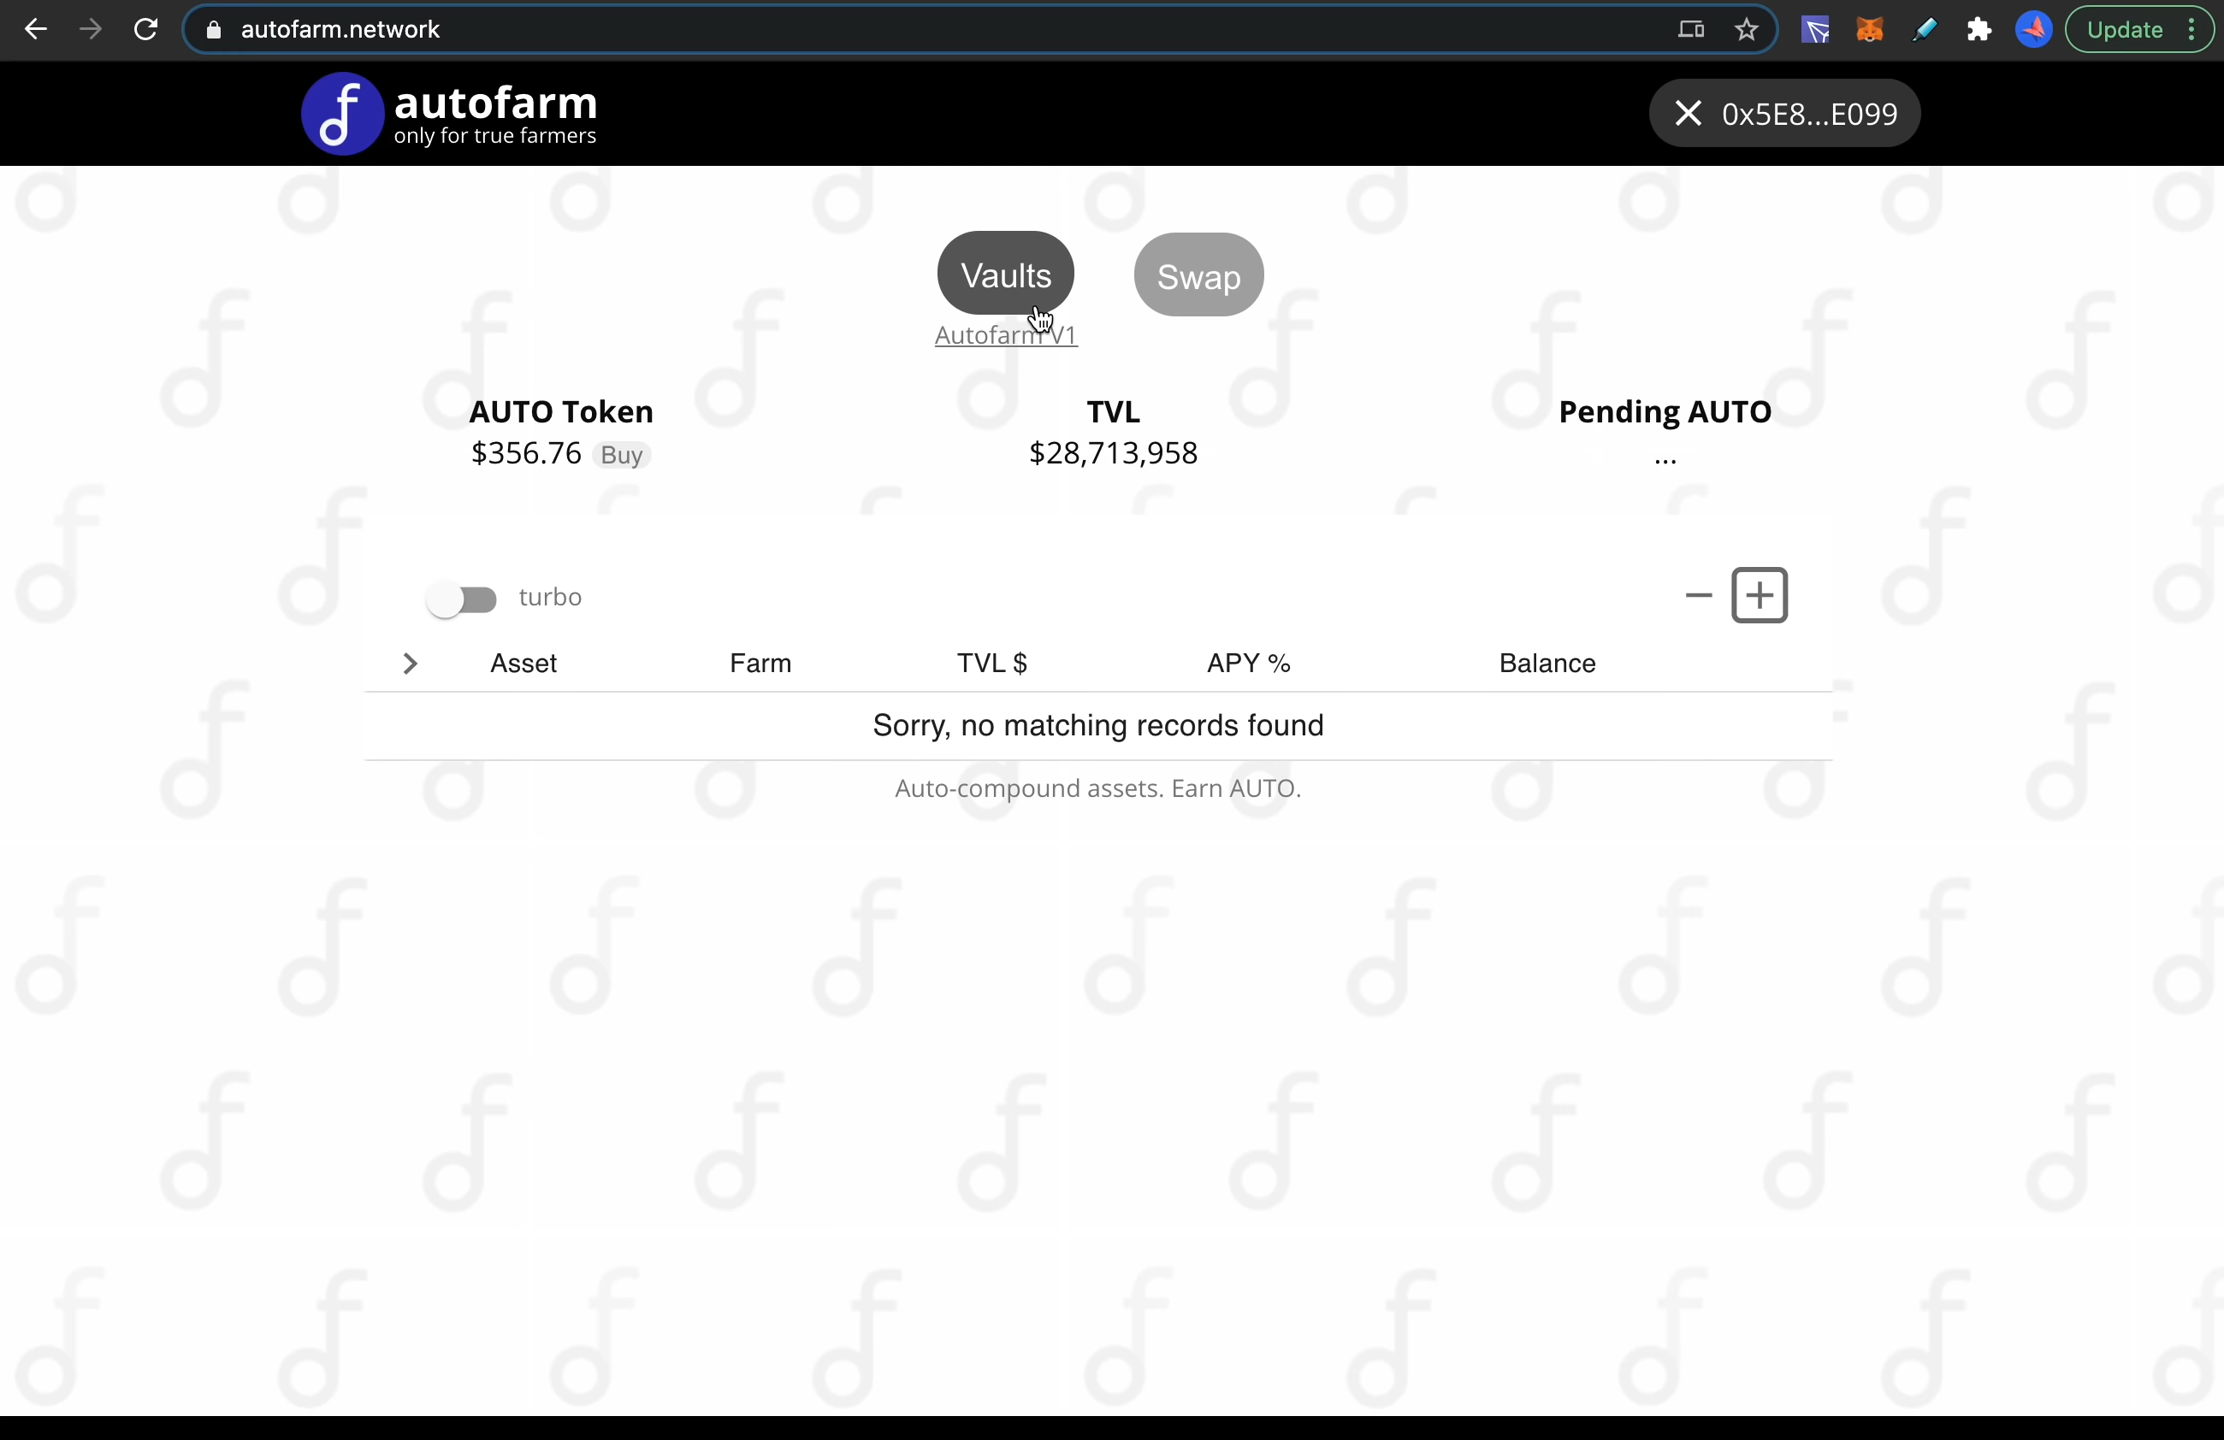 autofarm.network
Update
autofarm
only for true farmers
0x5E8...E099
Vaults
Swap
Autofarm V1
AUTO Token
TVL
Pending AUTO
$356.76 Buy
$28,713,958
...
turbo
Asset
Farm
TVL $
APY %
Balance
Sorry, no matching records found
Auto-compound assets. Earn AUTO.